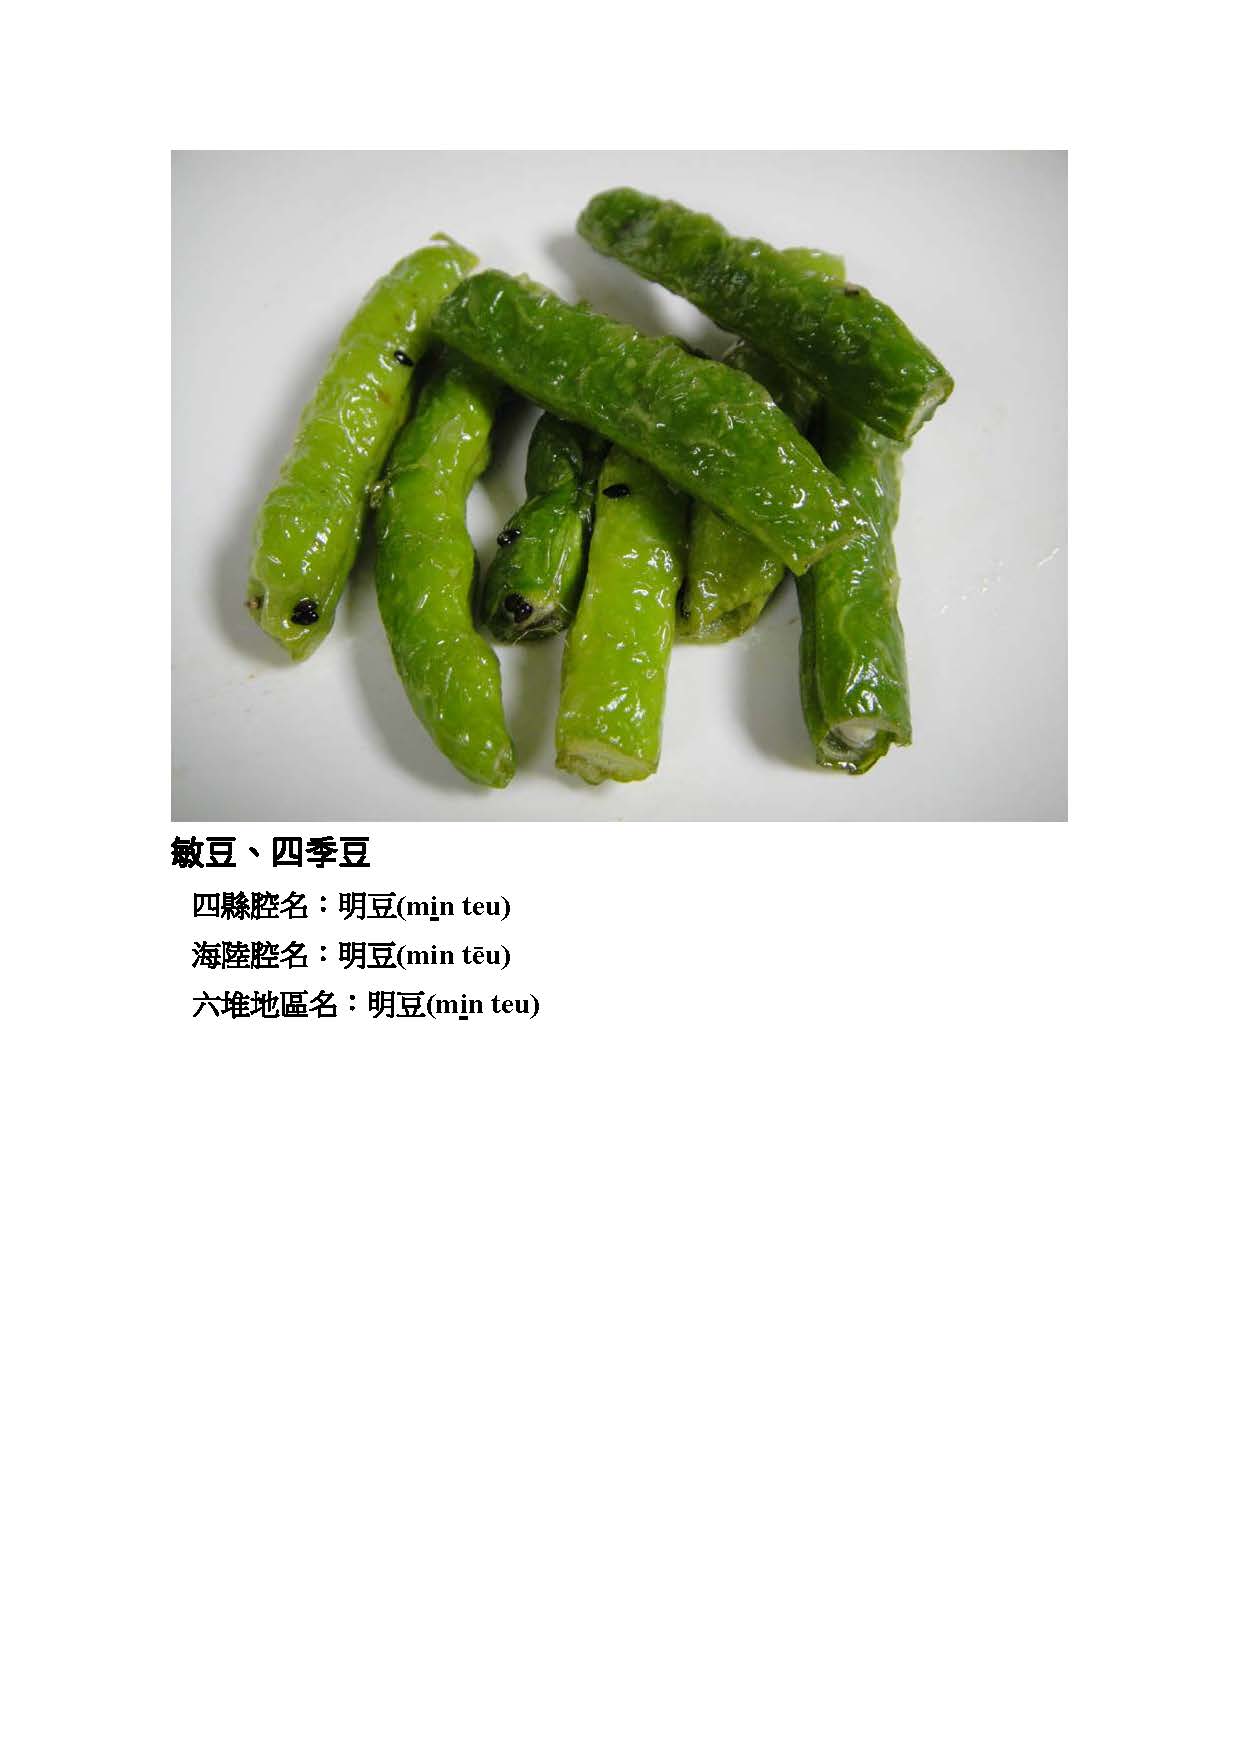 敏豆、四季豆
四縣腔名：明豆(mi̠n teu)
海陸腔名：明豆(min tēu)
六堆地區名：明豆(mi̠n teu)